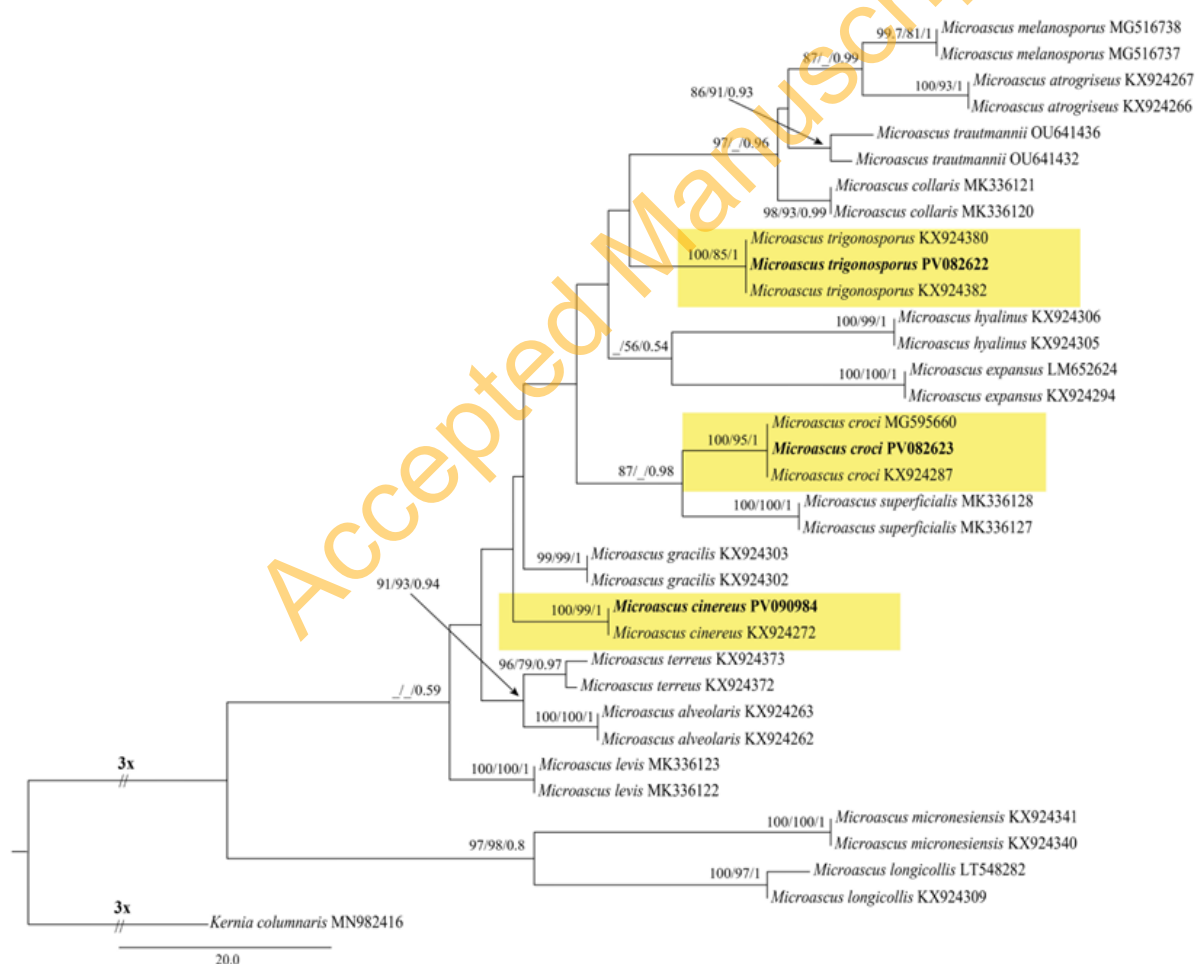 Microascus melanosporus MG516738
99.7/81/1
Microascus melanosporus MG516737
87/_/0.99
Microascus atrogriseus KX924267
100/93/1
Microascus atrogriseus KX924266
86/91/0.93
Microascus trautmannii OU641436
97/_/0.96
Microascus trautmannii OU641432
Microascus collaris MK336121
98/93/0.99
Microascus collaris MK336120
Microascus trigonosporus KX924380
100/85/1
Microascus trigonosporus PV082622
Microascus trigonosporus KX924382
Microascus hyalinus KX924306
100/99/1
Microascus hyalinus KX924305
_/56/0.54
Microascus expansus LM652624
100/100/1
Microascus expansus KX924294
Microascus croci MG595660
100/95/1
Microascus croci PV082623
87/_/0.98
Microascus croci KX924287
Microascus superficialis MK336128
100/100/1
Microascus superficialis MK336127
Microascus gracilis KX924303
99/99/1
Microascus gracilis KX924302
91/93/0.94
Microascus cinereus PV090984
100/99/1
Microascus cinereus KX924272
Microascus terreus KX924373
96/79/0.97
Microascus terreus KX924372
_/_/0.59
Microascus alveolaris KX924263
100/100/1
Microascus alveolaris KX924262
Microascus levis MK336123
100/100/1
Microascus levis MK336122
3x
Microascus micronesiensis KX924341
100/100/1
Microascus micronesiensis KX924340
97/98/0.8
Microascus longicollis LT548282
100/97/1
Microascus longicollis KX924309
3x
Kernia columnaris MN982416
20.0
Accepted Manuscrip